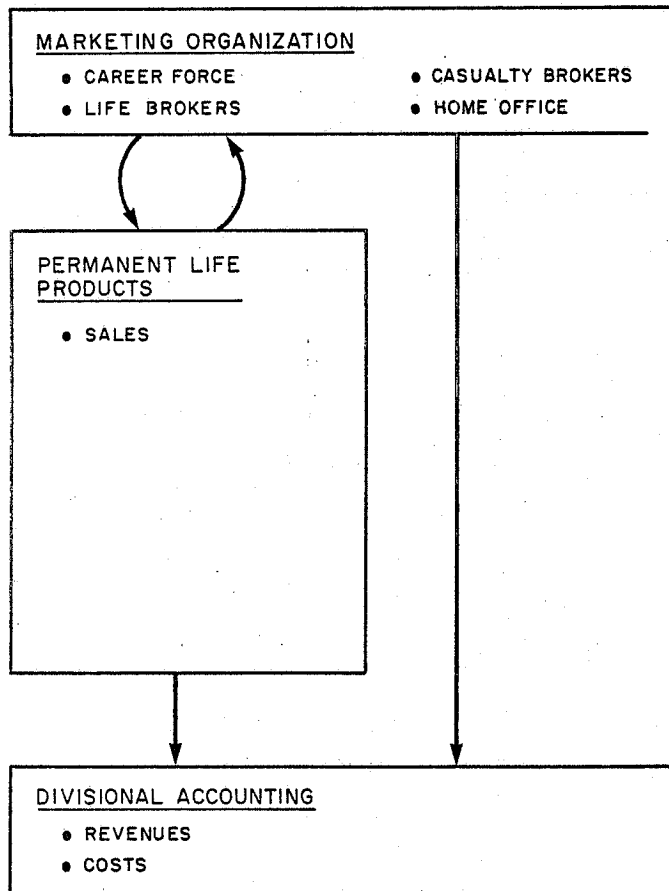 MARKETING ORGANIZATION
• CAREER FORCE
• LIFE BROKERS
• CASUALTY BROKERS
• HOME OFFICE
PERMANENT LIFE
PRODUCTS
• SALES
DIVISIONAL ACCOUNTING
• REVENUES
• COSTS